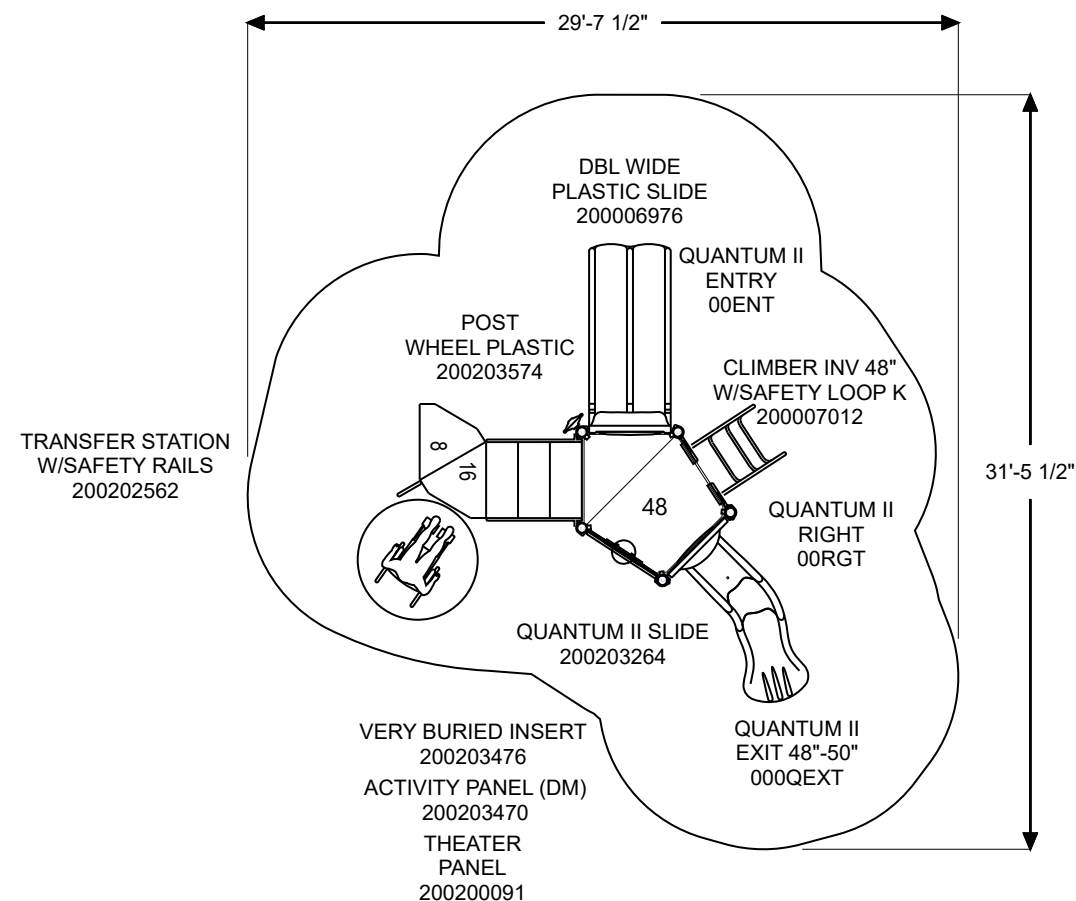 29'-7 1/2"
DBL WIDE
PLASTIC SLIDE
200006976
QUANTUM II
ENTRY
00ENT
POST
WHEEL PLASTIC
200203574
CLIMBER INV 48"
W/SAFETY LOOP K
200007012
TRANSFER STATION
W/SAFETY RAILS
200202562
8
16
48
31'-5 1/2"
QUANTUM II
RIGHT
00RGT
QUANTUM II SLIDE
200203264
QUANTUM II
EXIT 48"-50"
000QEXT
VERY BURIED INSERT
200203476
ACTIVITY PANEL (DM)
200203470
THEATER
PANEL
200200091